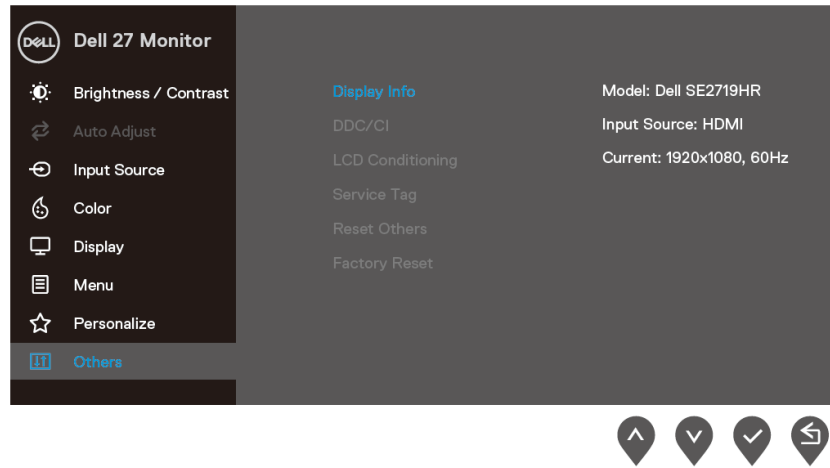 DELL
Dell 27 Monitor
Brightness / Contrast
Auto Adjust
Input Source
Color
Display
Menu
Personalize
Others
Display Info
DDC/CI
LCD Conditioning
Service Tag
Reset Others
Factory Reset
Model: Dell SE2719HR
Input Source: HDMI
Current: 1920x1080, 60Hz